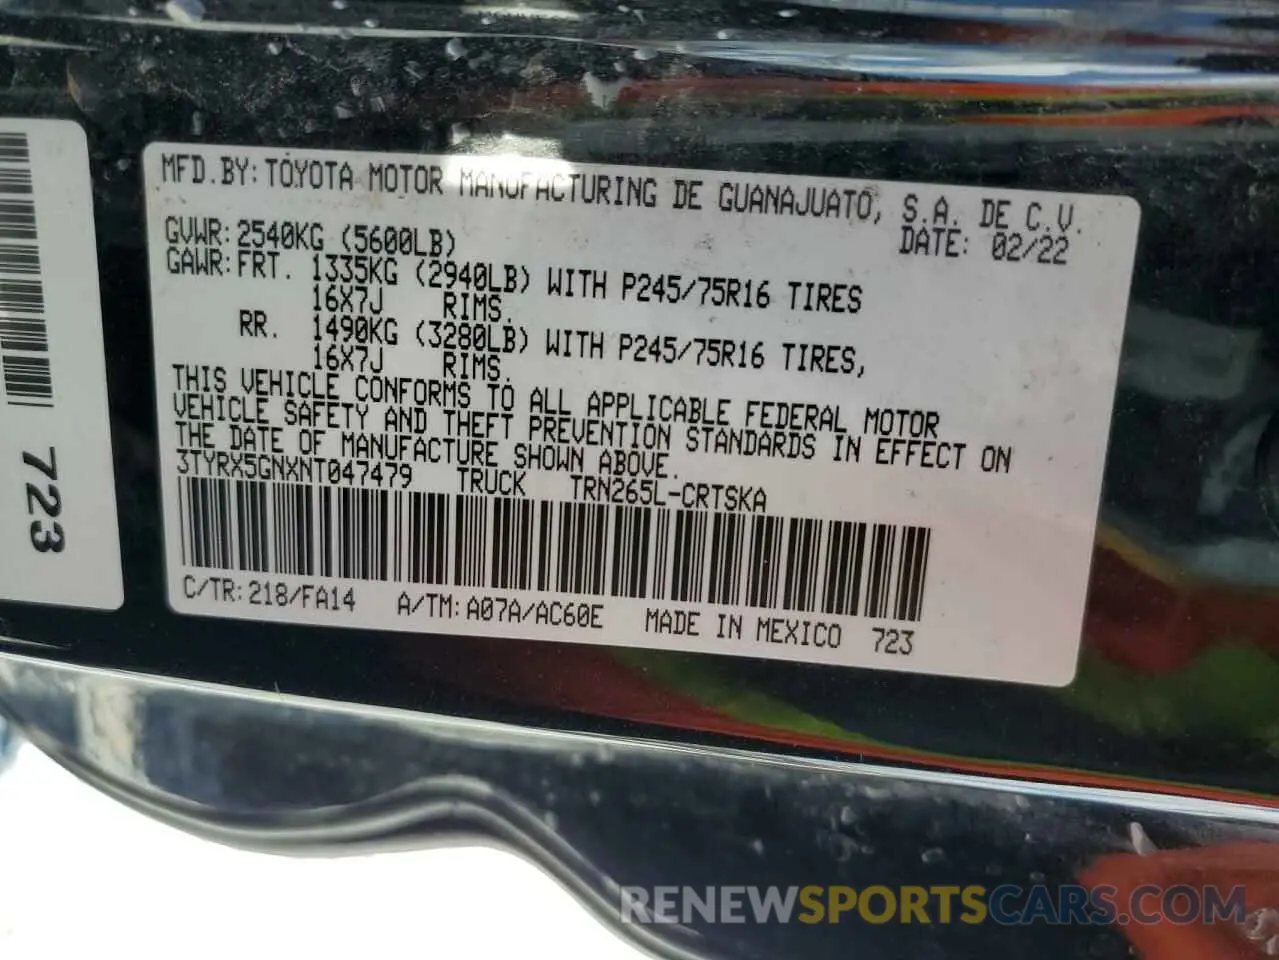 MFD.BY: TOYOTA MOTOR MANUFACTURING DE GUANAJUATO, S.A. DE C.V.
GVWR: 2540KG (5600LB) DATE: 02/22
GAWR: FRT. 1335KG (2940LB) WITH P245/75R16 TIRES
16X7J RIMS.
RR. 1490KG (3280LB) WITH P245/75R16 TIRES,
16X7J RIMS.
THIS VEHICLE CONFORMS TO ALL APPLICABLE FEDERAL MOTOR
VEHICLE SAFETY AND THEFT PREVENTION STANDARDS IN EFFECT ON
THE DATE OF MANUFACTURE SHOWN ABOVE.
3TYRX5GNXNT047479 TRUCK TRN265L-CRTSKA
C/TR: 218/FA14 A/TM: A07A/AC60E MADE IN MEXICO 723
723
RENEWSPORTSCARS.COM